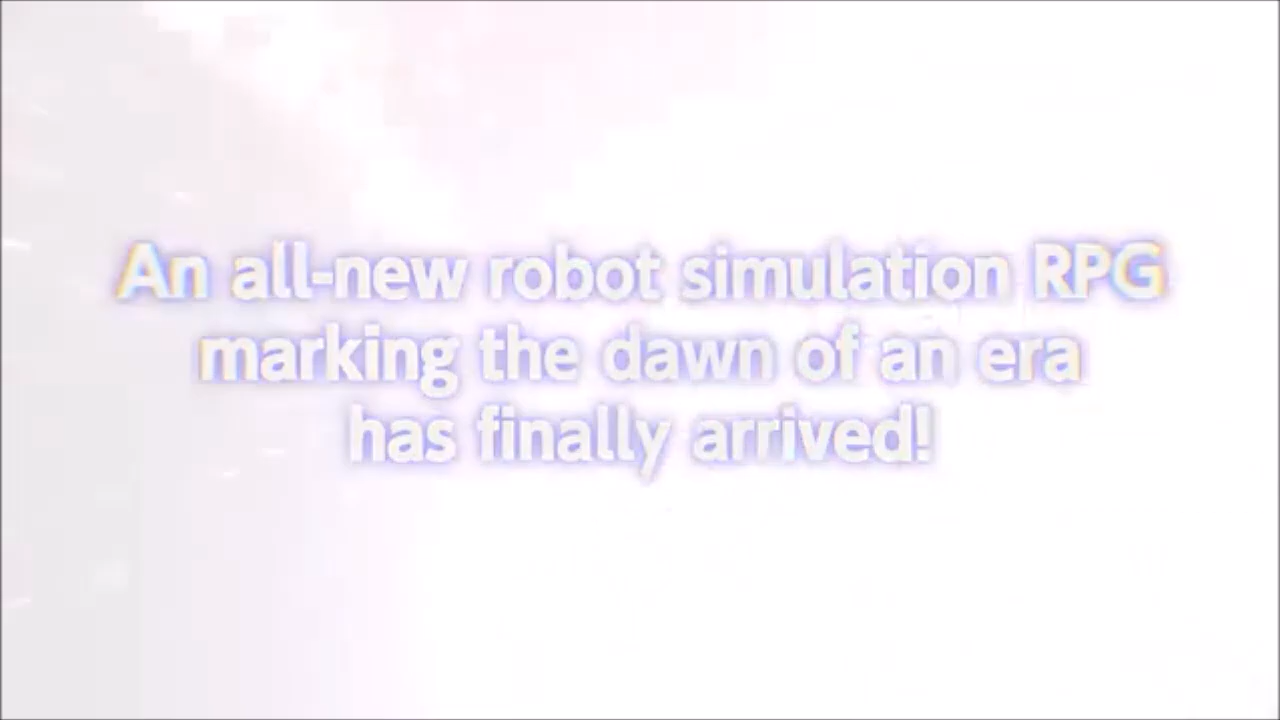 An all-new robot simulation RPG
marking the dawn of an era
has finally arrived!